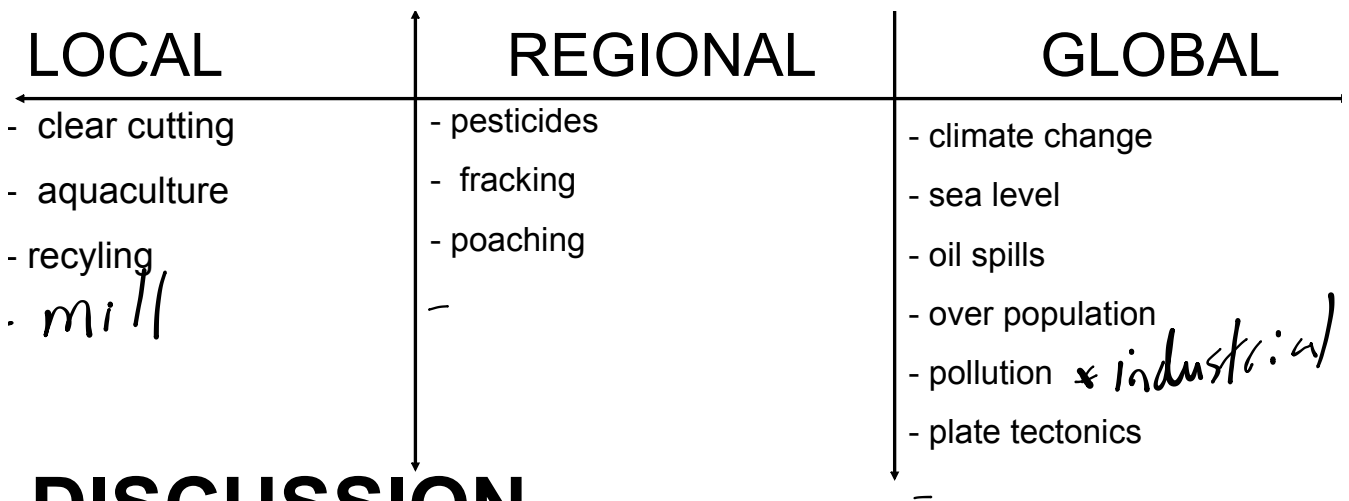 LOCAL
- clear cutting
- aquaculture
- recyling
- mill
REGIONAL
- pesticides
- fracking
- poaching
-
GLOBAL
- climate change
- sea level
- oil spills
- over population
- pollution * industrial
- plate tectonics
-
DISCUSSION